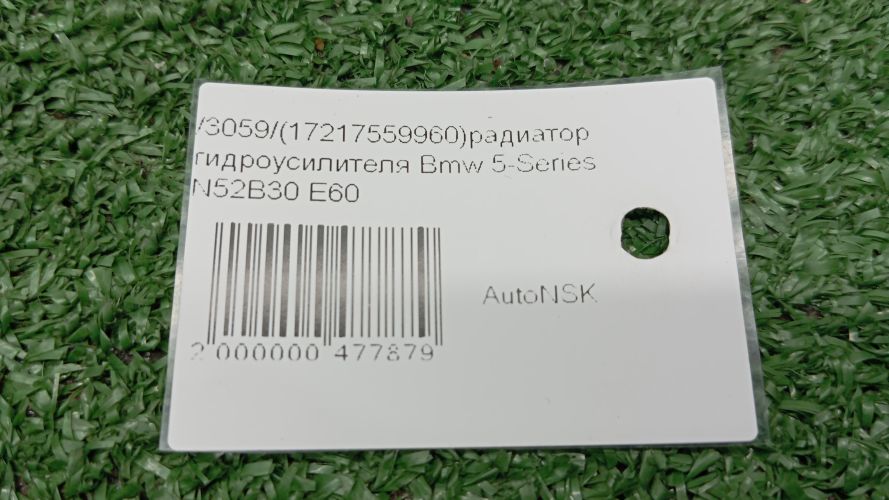 /3059/(17217559960)радиатор
гидроусилителя Bmw 5-Series
N52B30 E60
AutoNSK
2 000000 477879